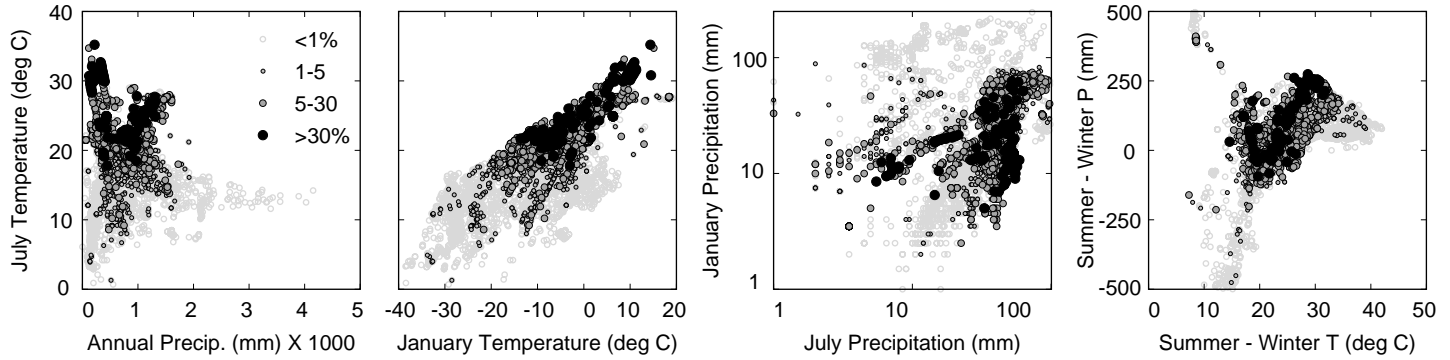 July Temperature (deg C)
40
30
20
10
0
0 1 2 3 4 5
Annual Precip. (mm) X 1000
<1%
1-5
5-30
>30%
-40 -30 -20 -10 0 10 20
January Temperature (deg C)
January Precipitation (mm)
100
10
1
1 10 100
July Precipitation (mm)
Summer - Winter P (mm)
500
250
0
-250
-500
0 10 20 30 40 50
Summer - Winter T (deg C)